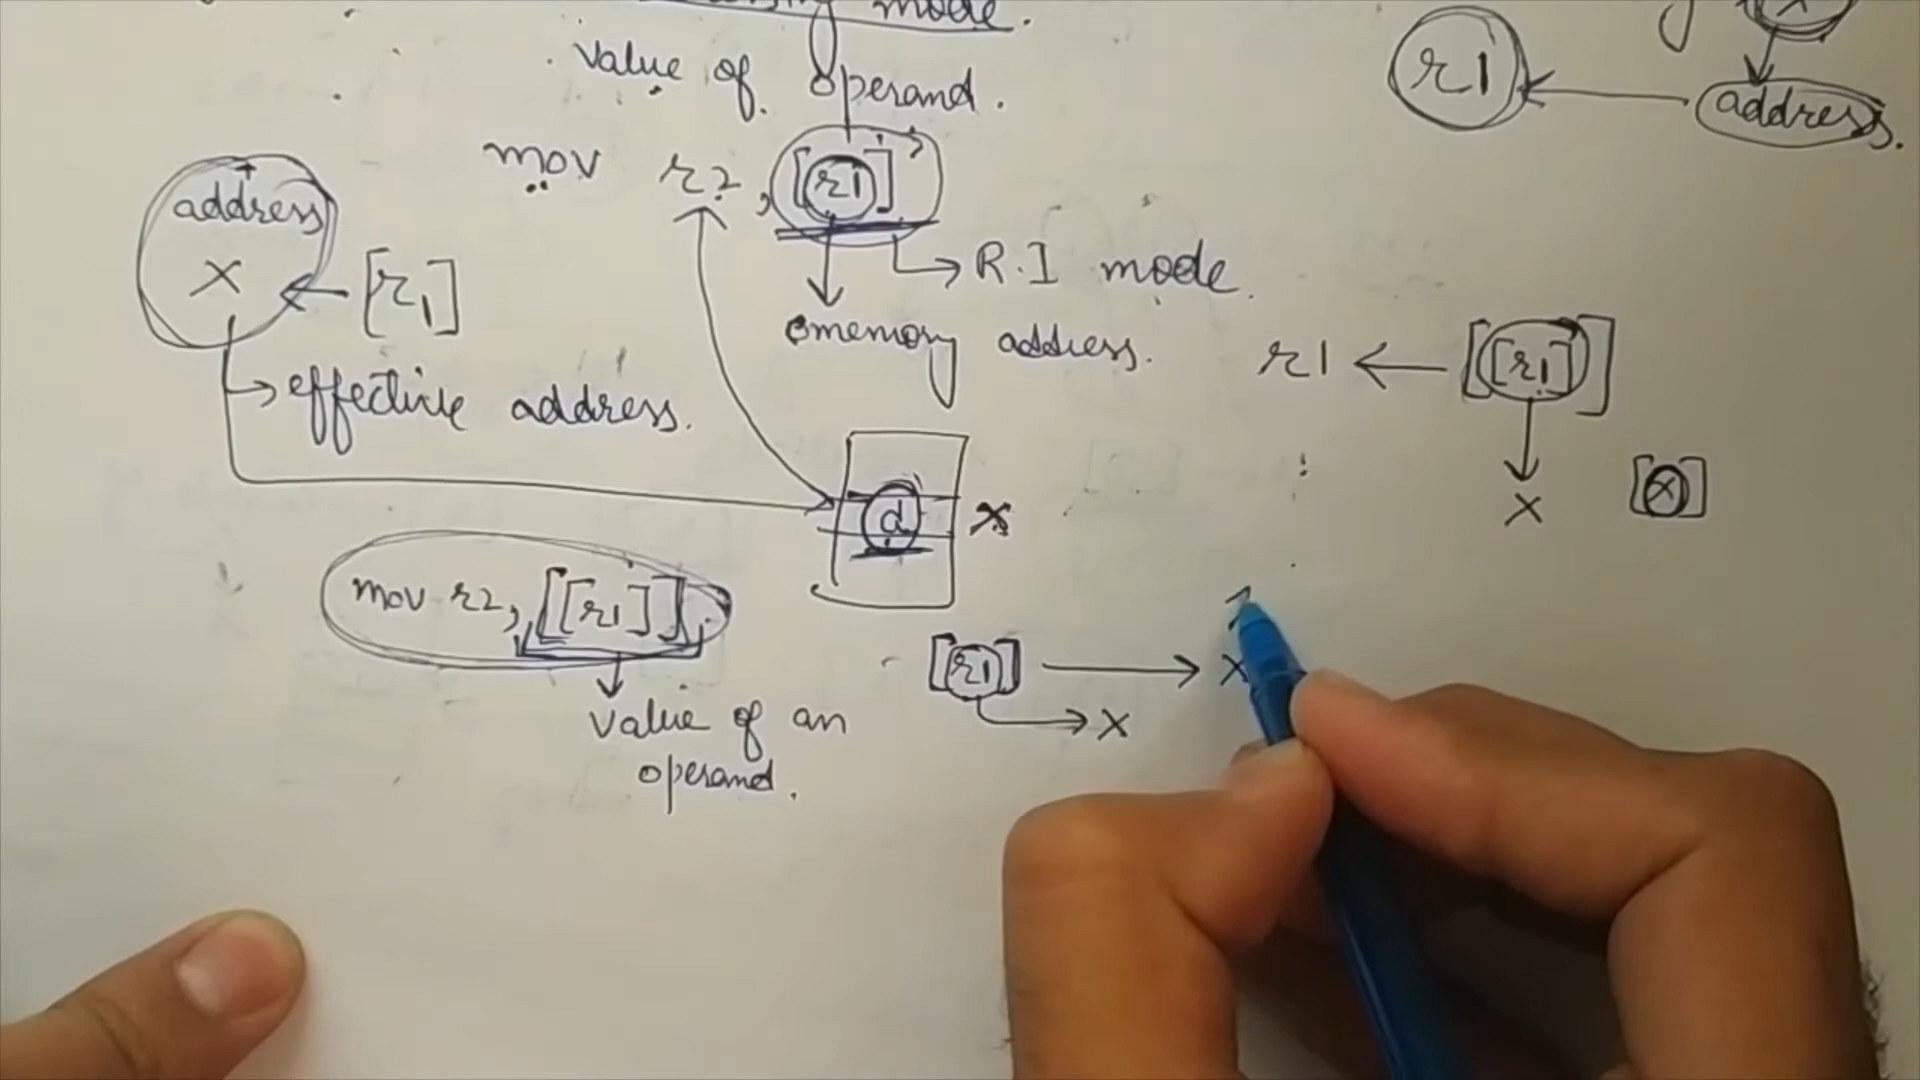 mode.
value of operand.
r1
address.
mov r2, [r1]
address
x ← [r1]
R.I mode.
memory address.
r1 ← [[r1]]
effective address.
x [x]
d x
mov r2, [[r1]].
[r1] → x
→ x
value of an
operand.